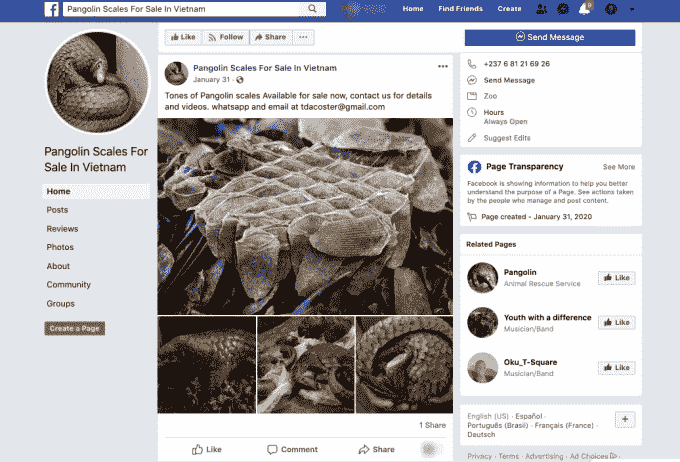 Pangolin Scales For Sale In Vietnam
Home Find Friends Create
Like Follow Share
Send Message
Pangolin Scales For Sale In Vietnam
January 31
Tones of Pangolin scales Available for sale now, contact us for details
and videos. whatsapp and email at tdacoster@gmail.com
1 Share
Like Comment Share
Pangolin Scales For
Sale In Vietnam
Home
Posts
Reviews
Photos
About
Community
Groups
Create a Page
+237 6 81 21 69 26
Send Message
Zoo
Hours
Always Open
Suggest Edits
Page Transparency See More
Facebook is showing information to help you better
understand the purpose of a Page. See actions taken
by the people who manage and post content.
Page created - January 31, 2020
Related Pages
Pangolin
Animal Rescue Service
Like
Youth with a difference
Musician/Band
Like
Oku_T-Square
Musician/Band
Like
English (US) · Español ·
Português (Brasil) · Français (France) ·
Deutsch
Privacy · Terms · Advertising · Ad Choices